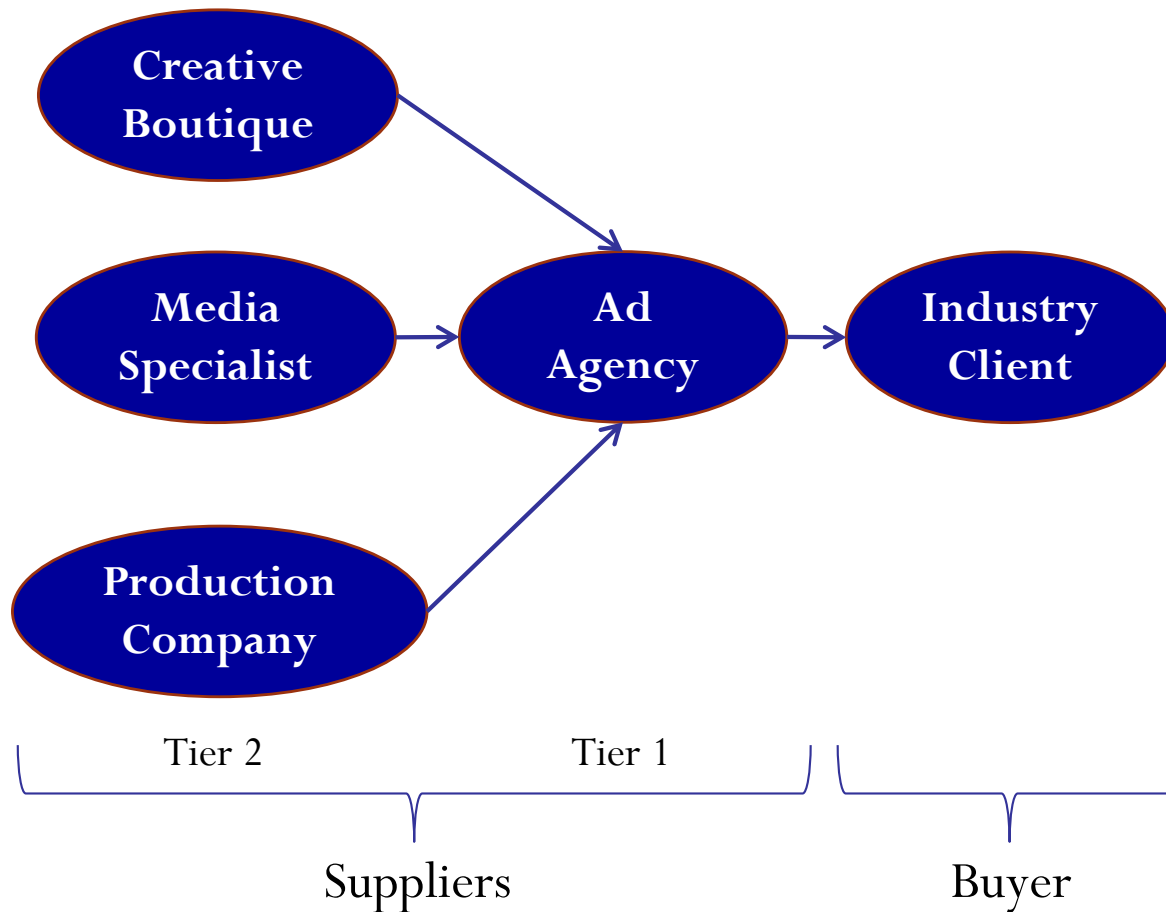 Creative
Boutique
Media
Specialist
Ad
Agency
Industry
Client
Production
Company
Tier 2
Tier 1
Suppliers
Buyer